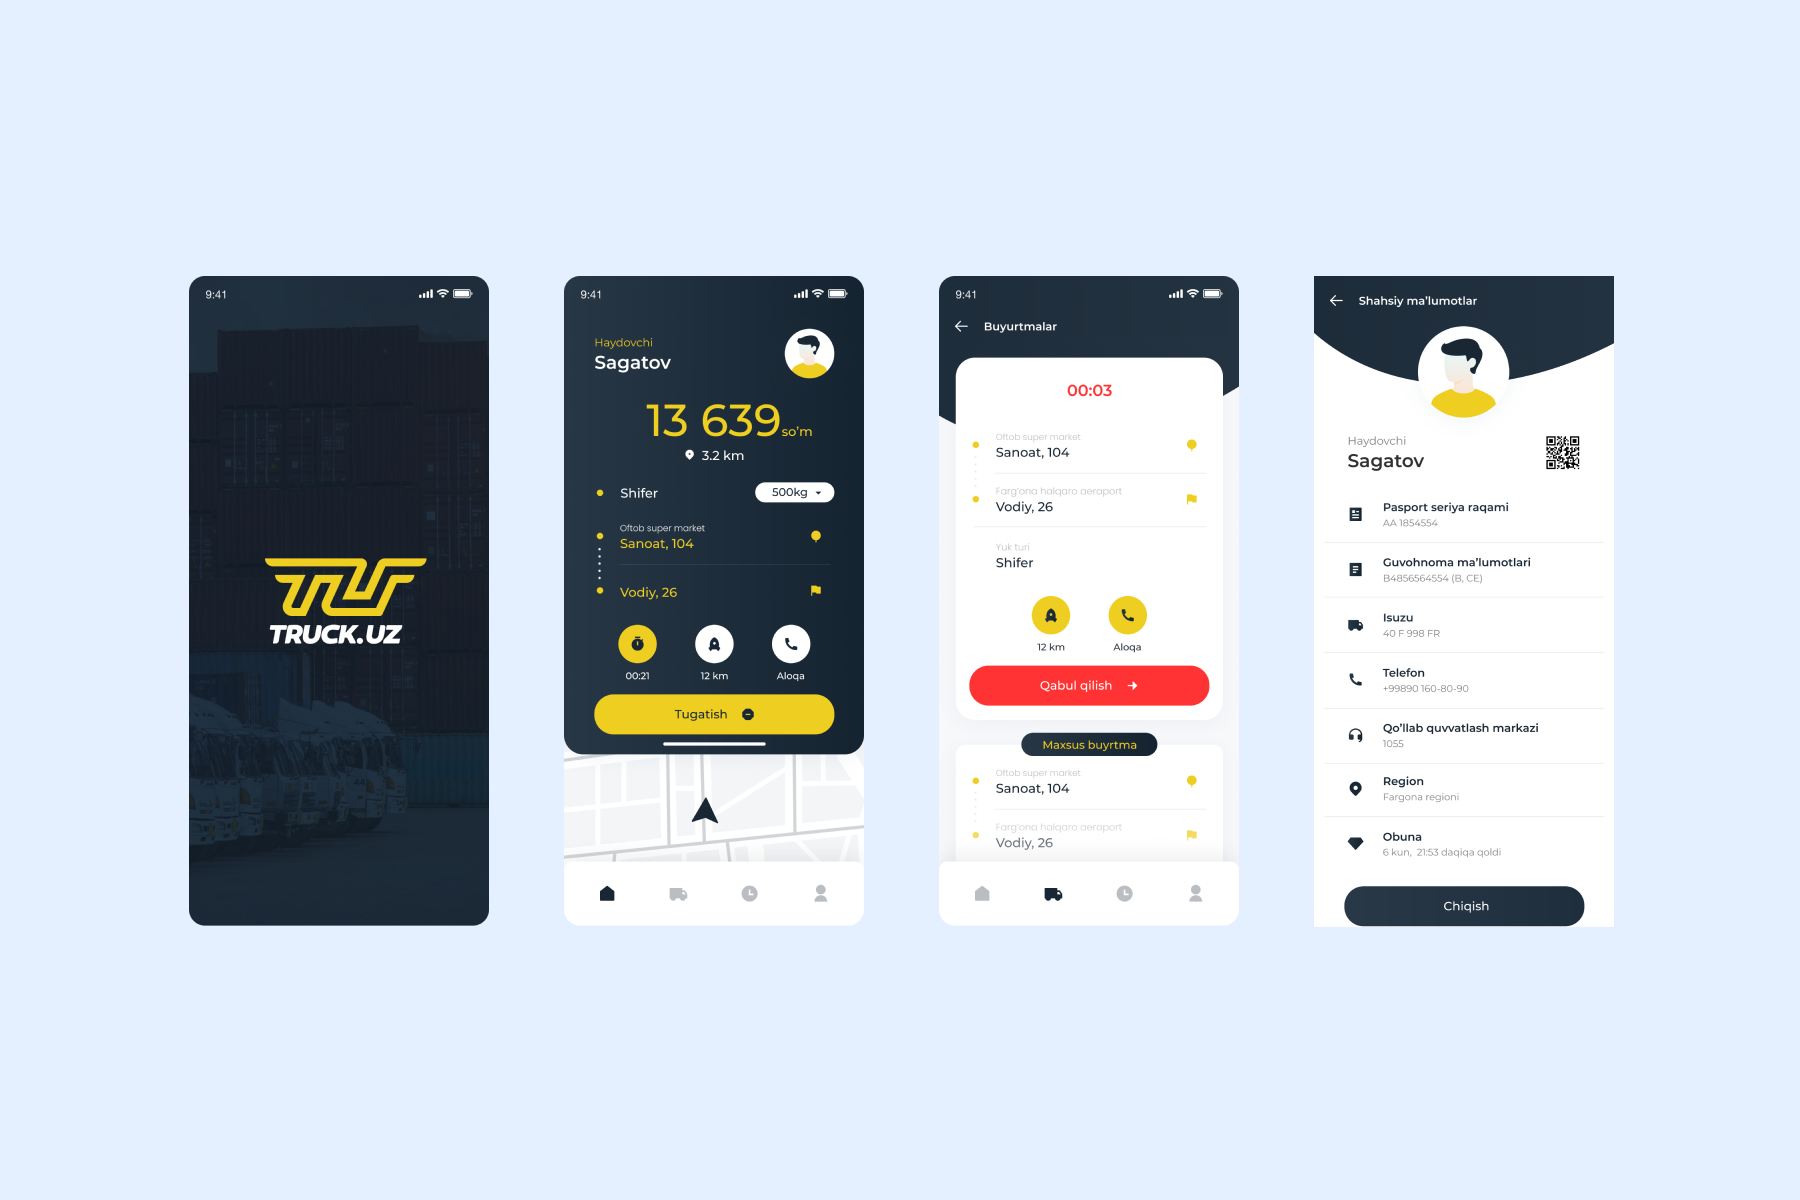 9:41
TRUCK.UZ
9:41
Haydovchi
Sagatov
13 639 so'm
3.2 km
Shifer
500kg
Oftob super market
Sanoat, 104
Vodiy, 26
00:21
12 km
Aloqa
Tugatish
9:41
Buyurtmalar
00:03
Oftob super market
Sanoat, 104
Farg'ona halqaro aeraport
Vodiy, 26
Yuk turi
Shifer
12 km
Aloqa
Qabul qilish
Maxsus buyrtma
Oftob super market
Sanoat, 104
Farg'ona halqaro aeraport
Vodiy, 26
Shahsiy ma'lumotlar
Haydovchi
Sagatov
Pasport seriya raqami
AA 1854554
Guvohnoma ma'lumotlari
B4856564554 (B, CE)
Isuzu
40 F 998 FR
Telefon
+99890 160-80-90
Qo'llab quvvatlash markazi
1055
Region
Fargona regioni
Obuna
6 kun, 21:53 daqiqa qoldi
Chiqish